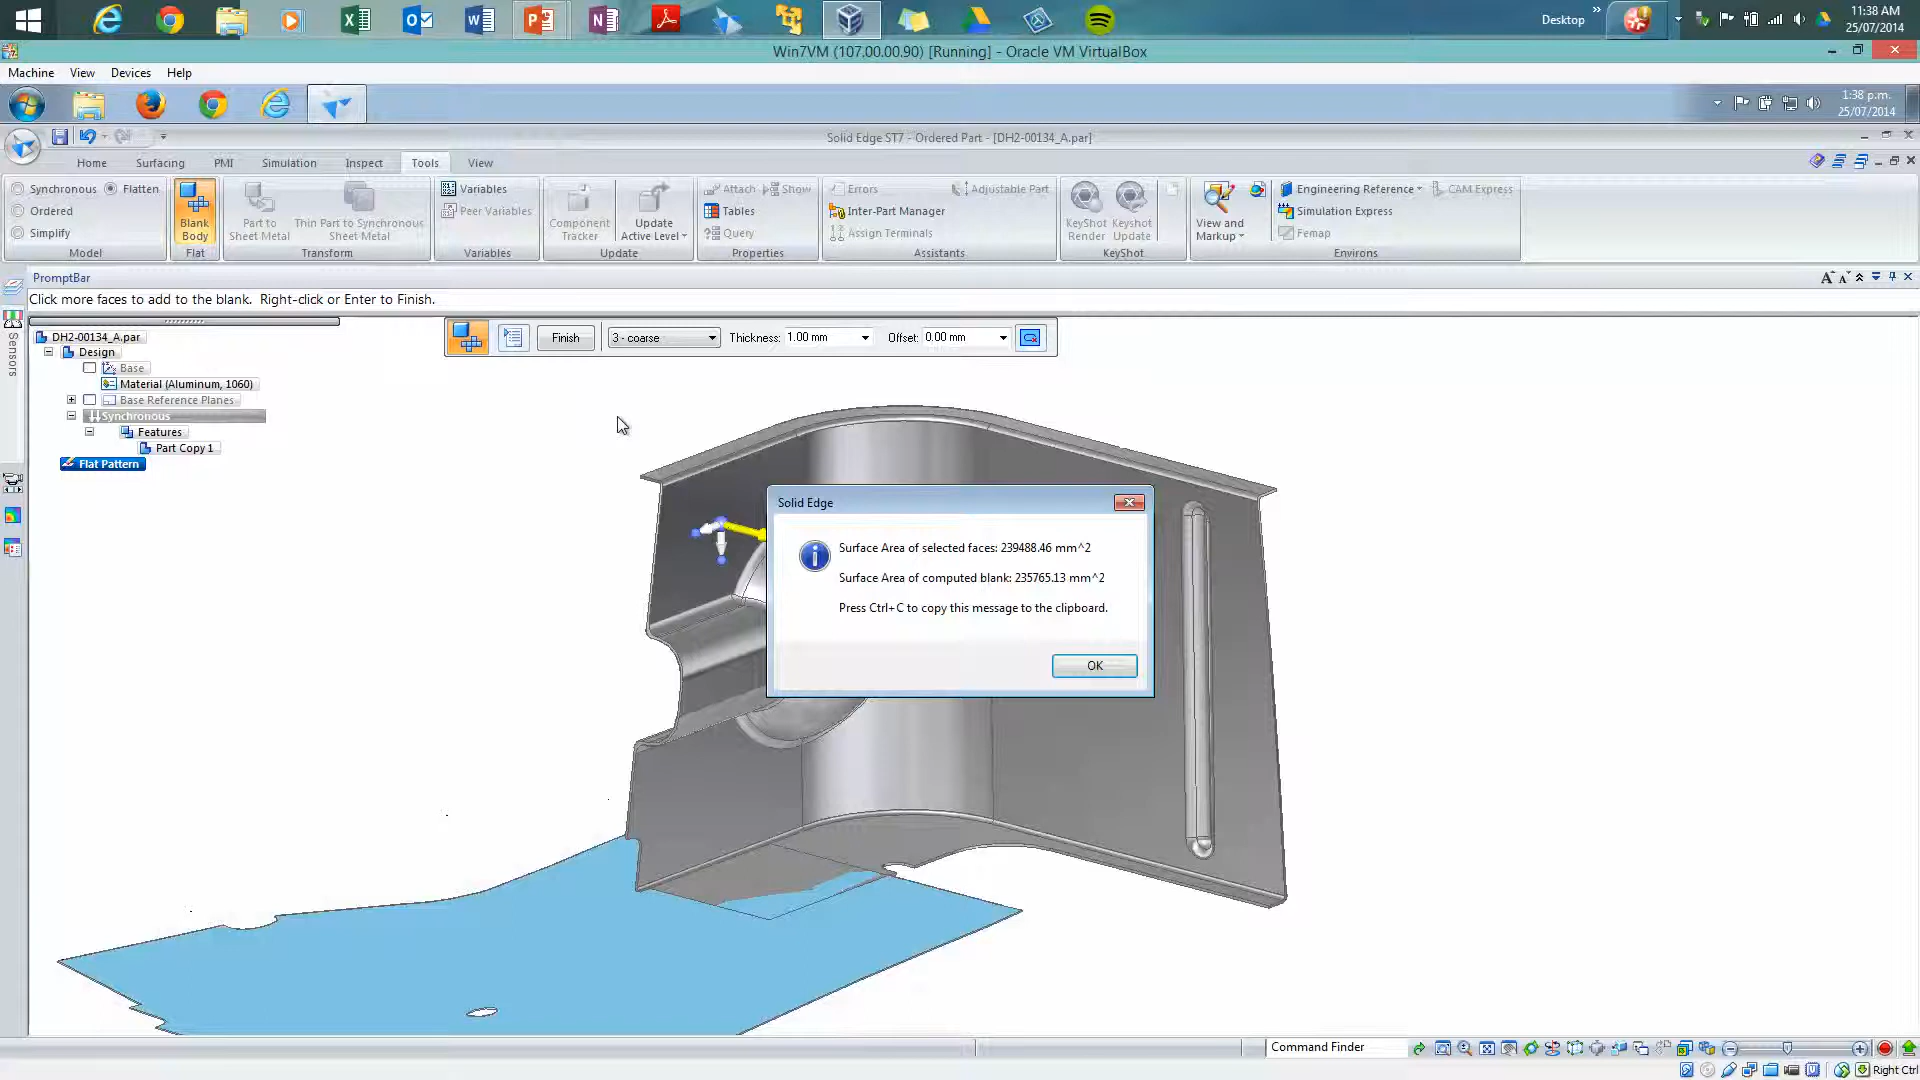 Desktop
11:38 AM
25/07/2014
Win7VM (107.00.00.90) [Running] - Oracle VM VirtualBox
Machine View Devices Help
1:38 p.m.
25/07/2014
Solid Edge ST7 - Ordered Part - [DH2-00134_A.par]
Home Surfacing PMI Simulation Inspect Tools View
Synchronous Flatten
Ordered
Simplify
Model
Blank Body
Flat
Part to Sheet Metal
Thin Part to Synchronous Sheet Metal
Transform
Variables
Peer Variables
Variables
Component Tracker
Update Active Level
Update
Attach Show
Tables
Query
Properties
Errors
Inter-Part Manager
Assign Terminals
Adjustable Part
Assistants
KeyShot Render
Keyshot Update
KeyShot
View and Markup
Engineering Reference
Simulation Express
Femap
CAM Express
Environs
PromptBar
Click more faces to add to the blank. Right-click or Enter to Finish.
Sensors
DH2-00134_A.par
Design
Base
Material (Aluminum, 1060)
Base Reference Planes
Synchronous
Features
Part Copy 1
Flat Pattern
Finish
3 - coarse
Thickness: 1.00 mm
Offset: 0.00 mm
Solid Edge
Surface Area of selected faces: 239488.46 mm^2
Surface Area of computed blank: 235765.13 mm^2
Press Ctrl+C to copy this message to the clipboard.
OK
Command Finder
Right Ctrl